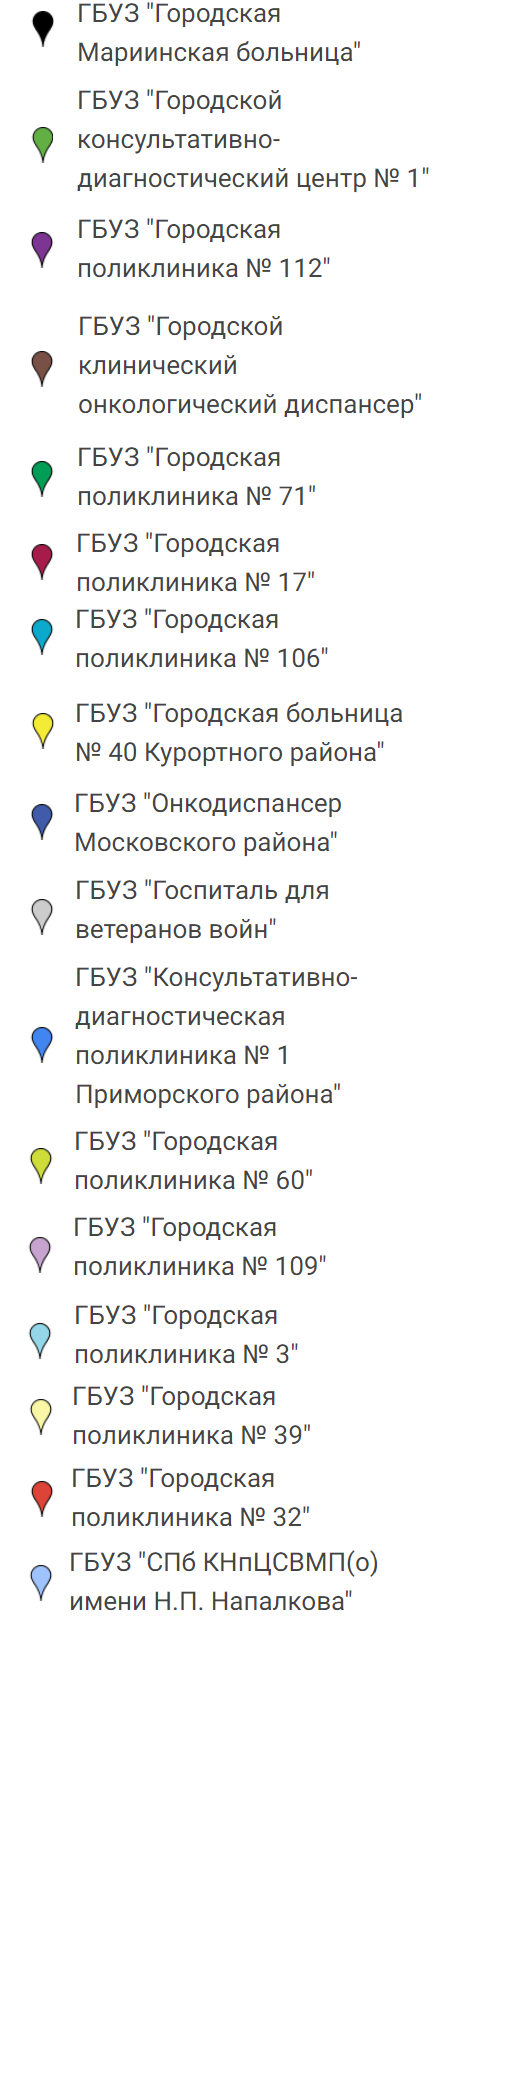 ГБУЗ "Городская
Мариинская больница"
ГБУЗ "Городской
консультативно-
диагностический центр № 1"
ГБУЗ "Городская
поликлиника № 112"
ГБУЗ "Городской
клинический
онкологический диспансер"
ГБУЗ "Городская
поликлиника № 71"
ГБУЗ "Городская
поликлиника № 17"
ГБУЗ "Городская
поликлиника № 106"
ГБУЗ "Городская больница
№ 40 Курортного района"
ГБУЗ "Онкодиспансер
Московского района"
ГБУЗ "Госпиталь для
ветеранов войн"
ГБУЗ "Консультативно-
диагностическая
поликлиника № 1
Приморского района"
ГБУЗ "Городская
поликлиника № 60"
ГБУЗ "Городская
поликлиника № 109"
ГБУЗ "Городская
поликлиника № 3"
ГБУЗ "Городская
поликлиника № 39"
ГБУЗ "Городская
поликлиника № 32"
ГБУЗ "СПб КНпЦСВМП(о)
имени Н.П. Напалкова"